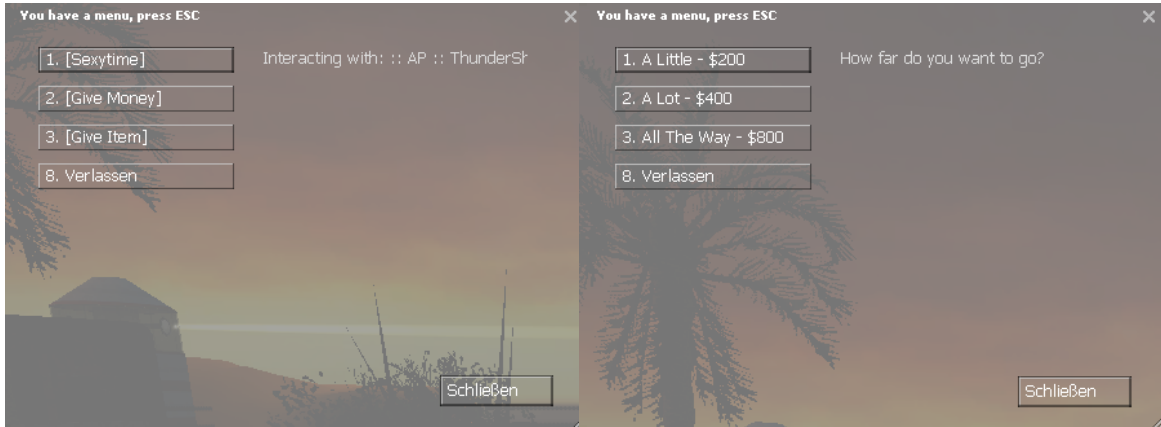 You have a menu, press ESC
1. [Sexytime]
Interacting with: :: AP :: ThunderSh
2. [Give Money]
3. [Give Item]
8. Verlassen
Schließen
You have a menu, press ESC
1. A Little - $200
How far do you want to go?
2. A Lot - $400
3. All The Way - $800
8. Verlassen
Schließen